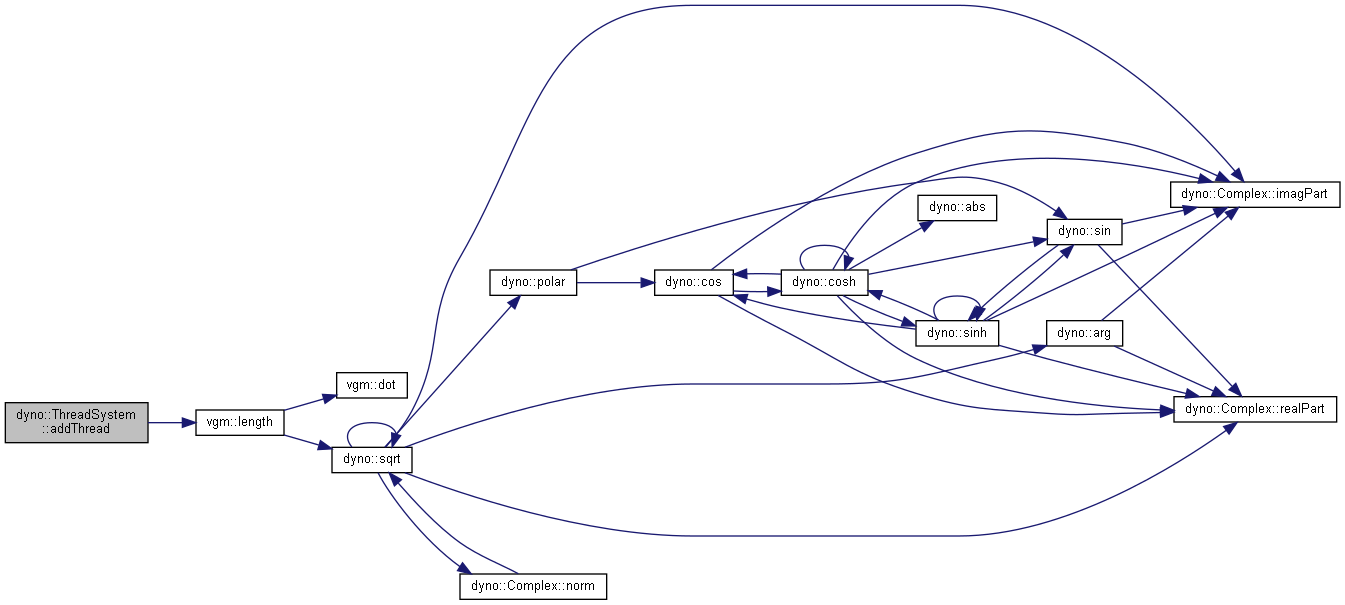 dyno::ThreadSystem
::addThread
vgm::length
vgm::dot
dyno::sqrt
dyno::polar
dyno::Complex::norm
dyno::cos
dyno::cosh
dyno::abs
dyno::sinh
dyno::sin
dyno::arg
dyno::Complex::imagPart
dyno::Complex::realPart